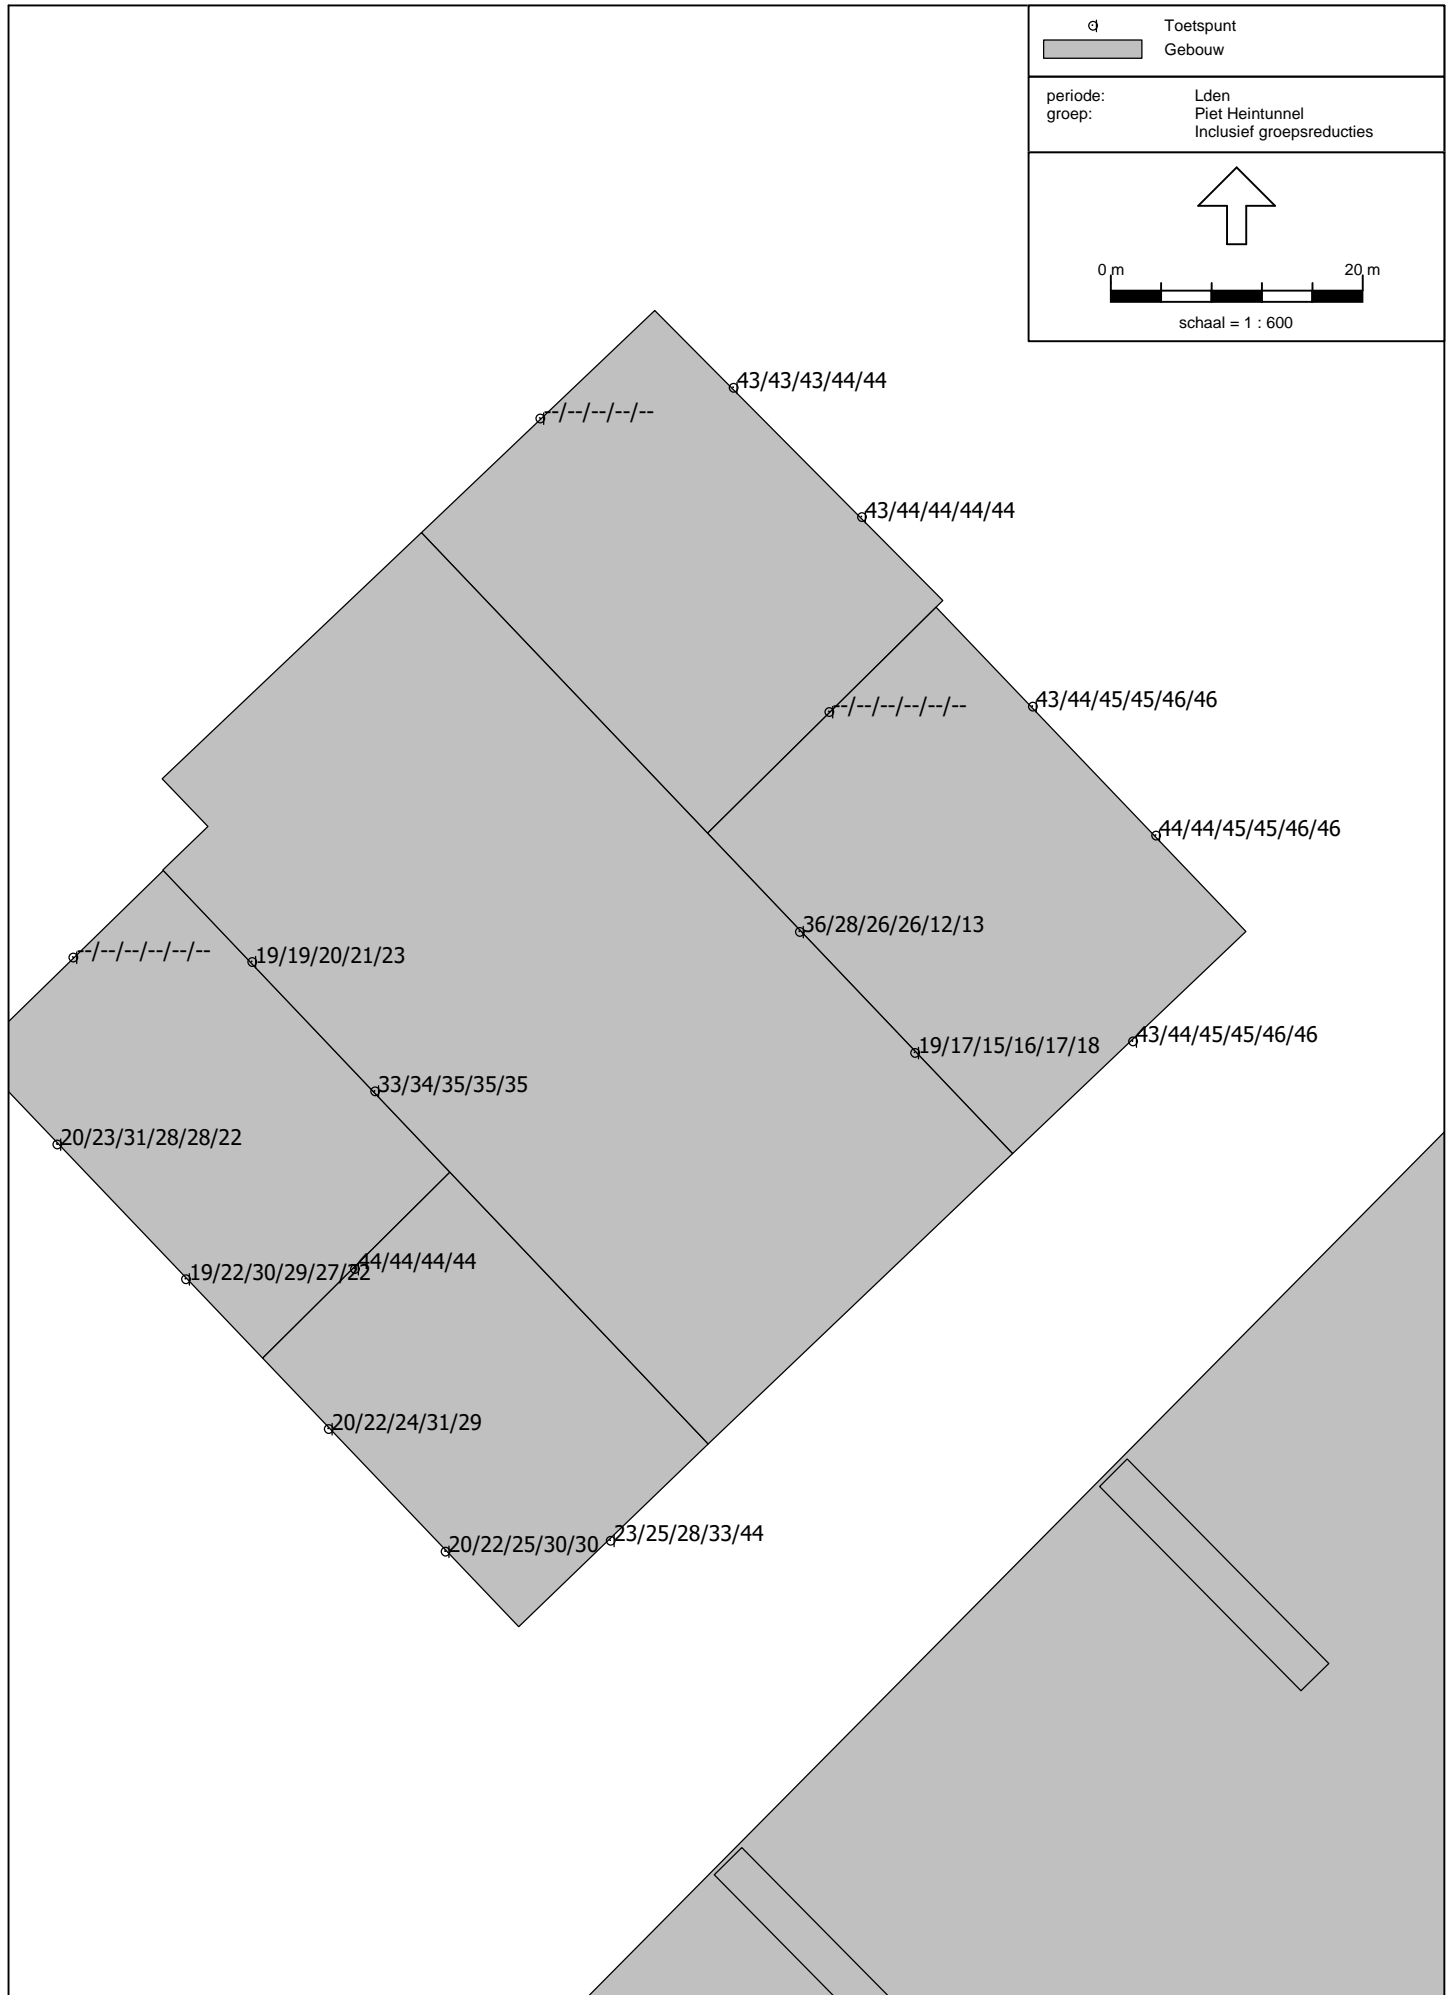 Toetspunt
Gebouw
periode: Lden
groep: Piet Heintunnel
Inclusief groepsreducties
0 m 20 m
schaal = 1 : 600
43/43/43/44/44
--/--/--/--/--
43/44/44/44/44
43/44/45/45/46/46
--/--/--/--/--/--
44/44/45/45/46/46
36/28/26/26/12/13
--/--/--/--/--/--
19/19/20/21/23
43/44/45/45/46/46
19/17/15/16/17/18
33/34/35/35/35
20/23/31/28/28/22
44/44/44/44
19/22/30/29/27/22
20/22/24/31/29
23/25/28/33/44
20/22/25/30/30